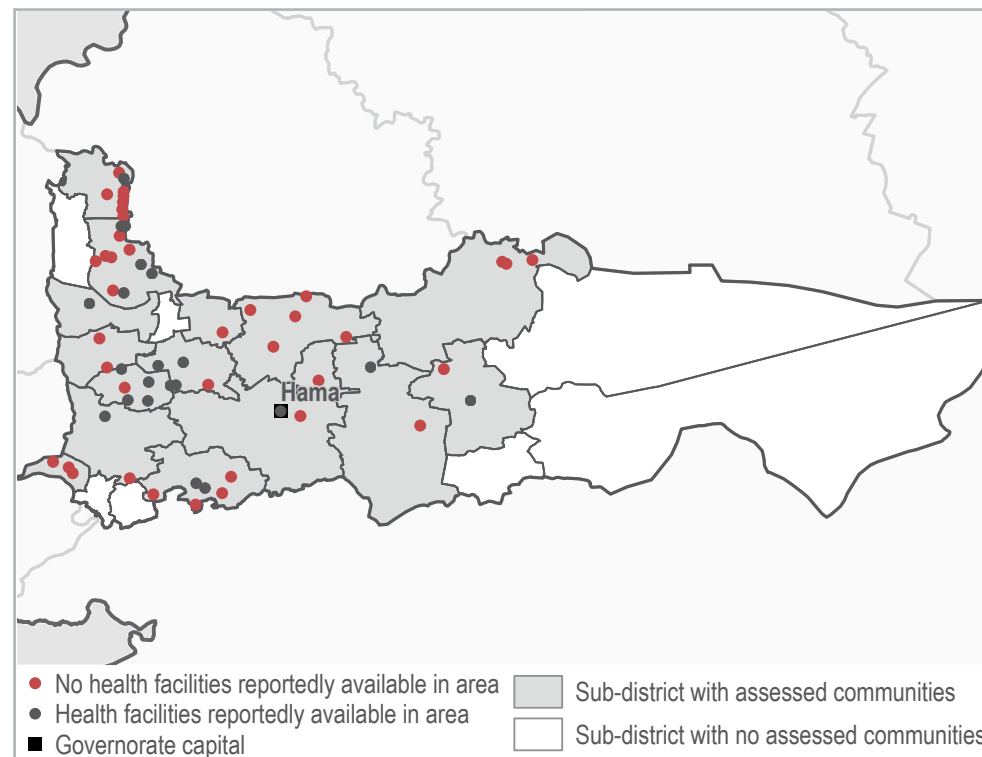 Hama
No health facilities reportedly available in area
Health facilities reportedly available in area
Governorate capital
Sub-district with assessed communities
Sub-district with no assessed communities